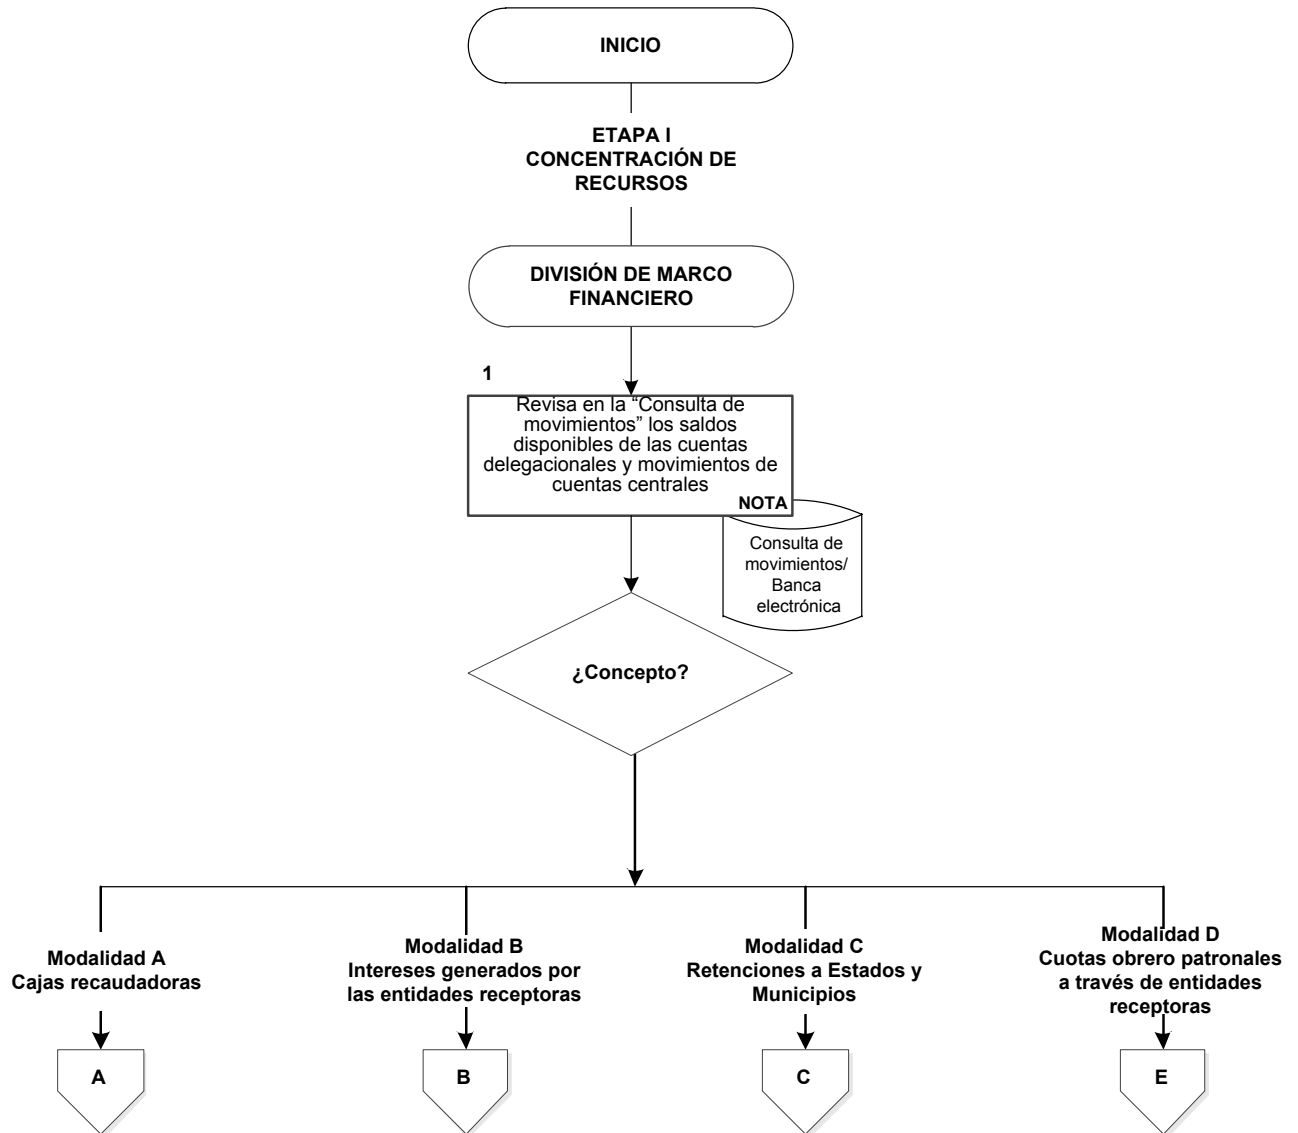 INICIO
ETAPA I
CONCENTRACIÓN DE
RECURSOS
DIVISIÓN DE MARCO
FINANCIERO
1
Revisa en la “Consulta de
movimientos” los saldos
disponibles de las cuentas
delegacionales y movimientos de
cuentas centrales
NOTA
Consulta de
movimientos/
Banca
electrónica
¿Concepto?
Modalidad A
Cajas recaudadoras
Modalidad B
Intereses generados por
las entidades receptoras
Modalidad C
Retenciones a Estados y
Municipios
Modalidad D
Cuotas obrero patronales
a través de entidades
receptoras
A
B
C
E